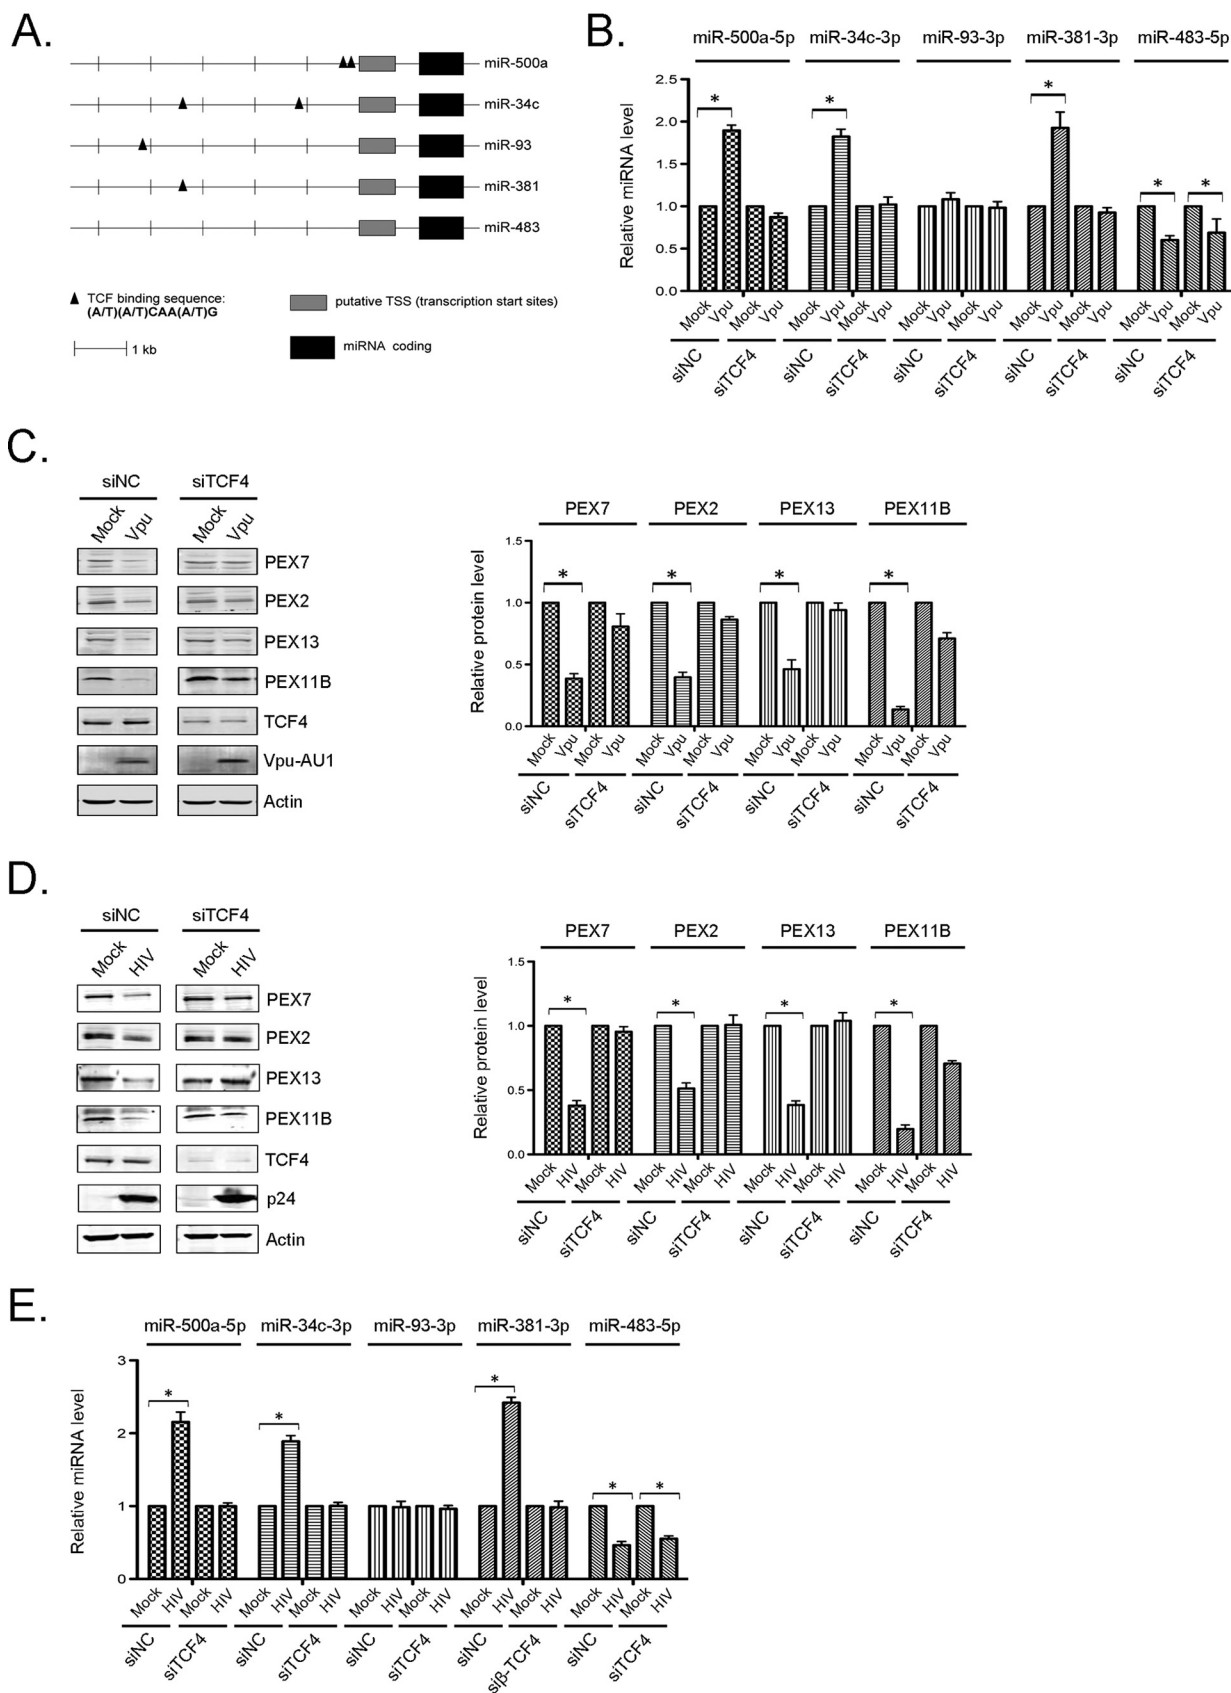 A.
miR-500a
miR-34c
miR-93
miR-381
miR-483
TCF binding sequence:
(A/T)(A/T)CAA(A/T)G
1 kb
putative TSS (transcription start sites)
miRNA coding
B.
miR-500a-5p miR-34c-3p miR-93-3p miR-381-3p miR-483-5p
Relative miRNA level
2.5
2.0
1.5
1.0
0.5
0.0
* * * * *
Mock Vpu Mock Vpu Mock Vpu Mock Vpu Mock Vpu Mock Vpu Mock Vpu Mock Vpu Mock Vpu Mock Vpu
siNC siTCF4 siNC siTCF4 siNC siTCF4 siNC siTCF4 siNC siTCF4
C.
siNC siTCF4
Mock Vpu Mock Vpu
PEX7
PEX2
PEX13
PEX11B
TCF4
Vpu-AU1
Actin
PEX7 PEX2 PEX13 PEX11B
Relative protein level
1.5
1.0
0.5
0.0
* * * *
Mock Vpu Mock Vpu Mock Vpu Mock Vpu Mock Vpu Mock Vpu Mock Vpu Mock Vpu
siNC siTCF4 siNC siTCF4 siNC siTCF4 siNC siTCF4
D.
siNC siTCF4
Mock HIV Mock HIV
PEX7
PEX2
PEX13
PEX11B
TCF4
p24
Actin
PEX7 PEX2 PEX13 PEX11B
Relative protein level
1.5
1.0
0.5
0.0
* * * *
Mock HIV Mock HIV Mock HIV Mock HIV Mock HIV Mock HIV Mock HIV Mock HIV
siNC siTCF4 siNC siTCF4 siNC siTCF4 siNC siTCF4
E.
miR-500a-5p miR-34c-3p miR-93-3p miR-381-3p miR-483-5p
Relative miRNA level
3
2
1
0
* * * * *
Mock HIV Mock HIV Mock HIV Mock HIV Mock HIV Mock HIV Mock HIV Mock HIV Mock HIV Mock HIV
siNC siTCF4 siNC siTCF4 siNC siTCF4 siNC siβ-TCF4 siNC siTCF4